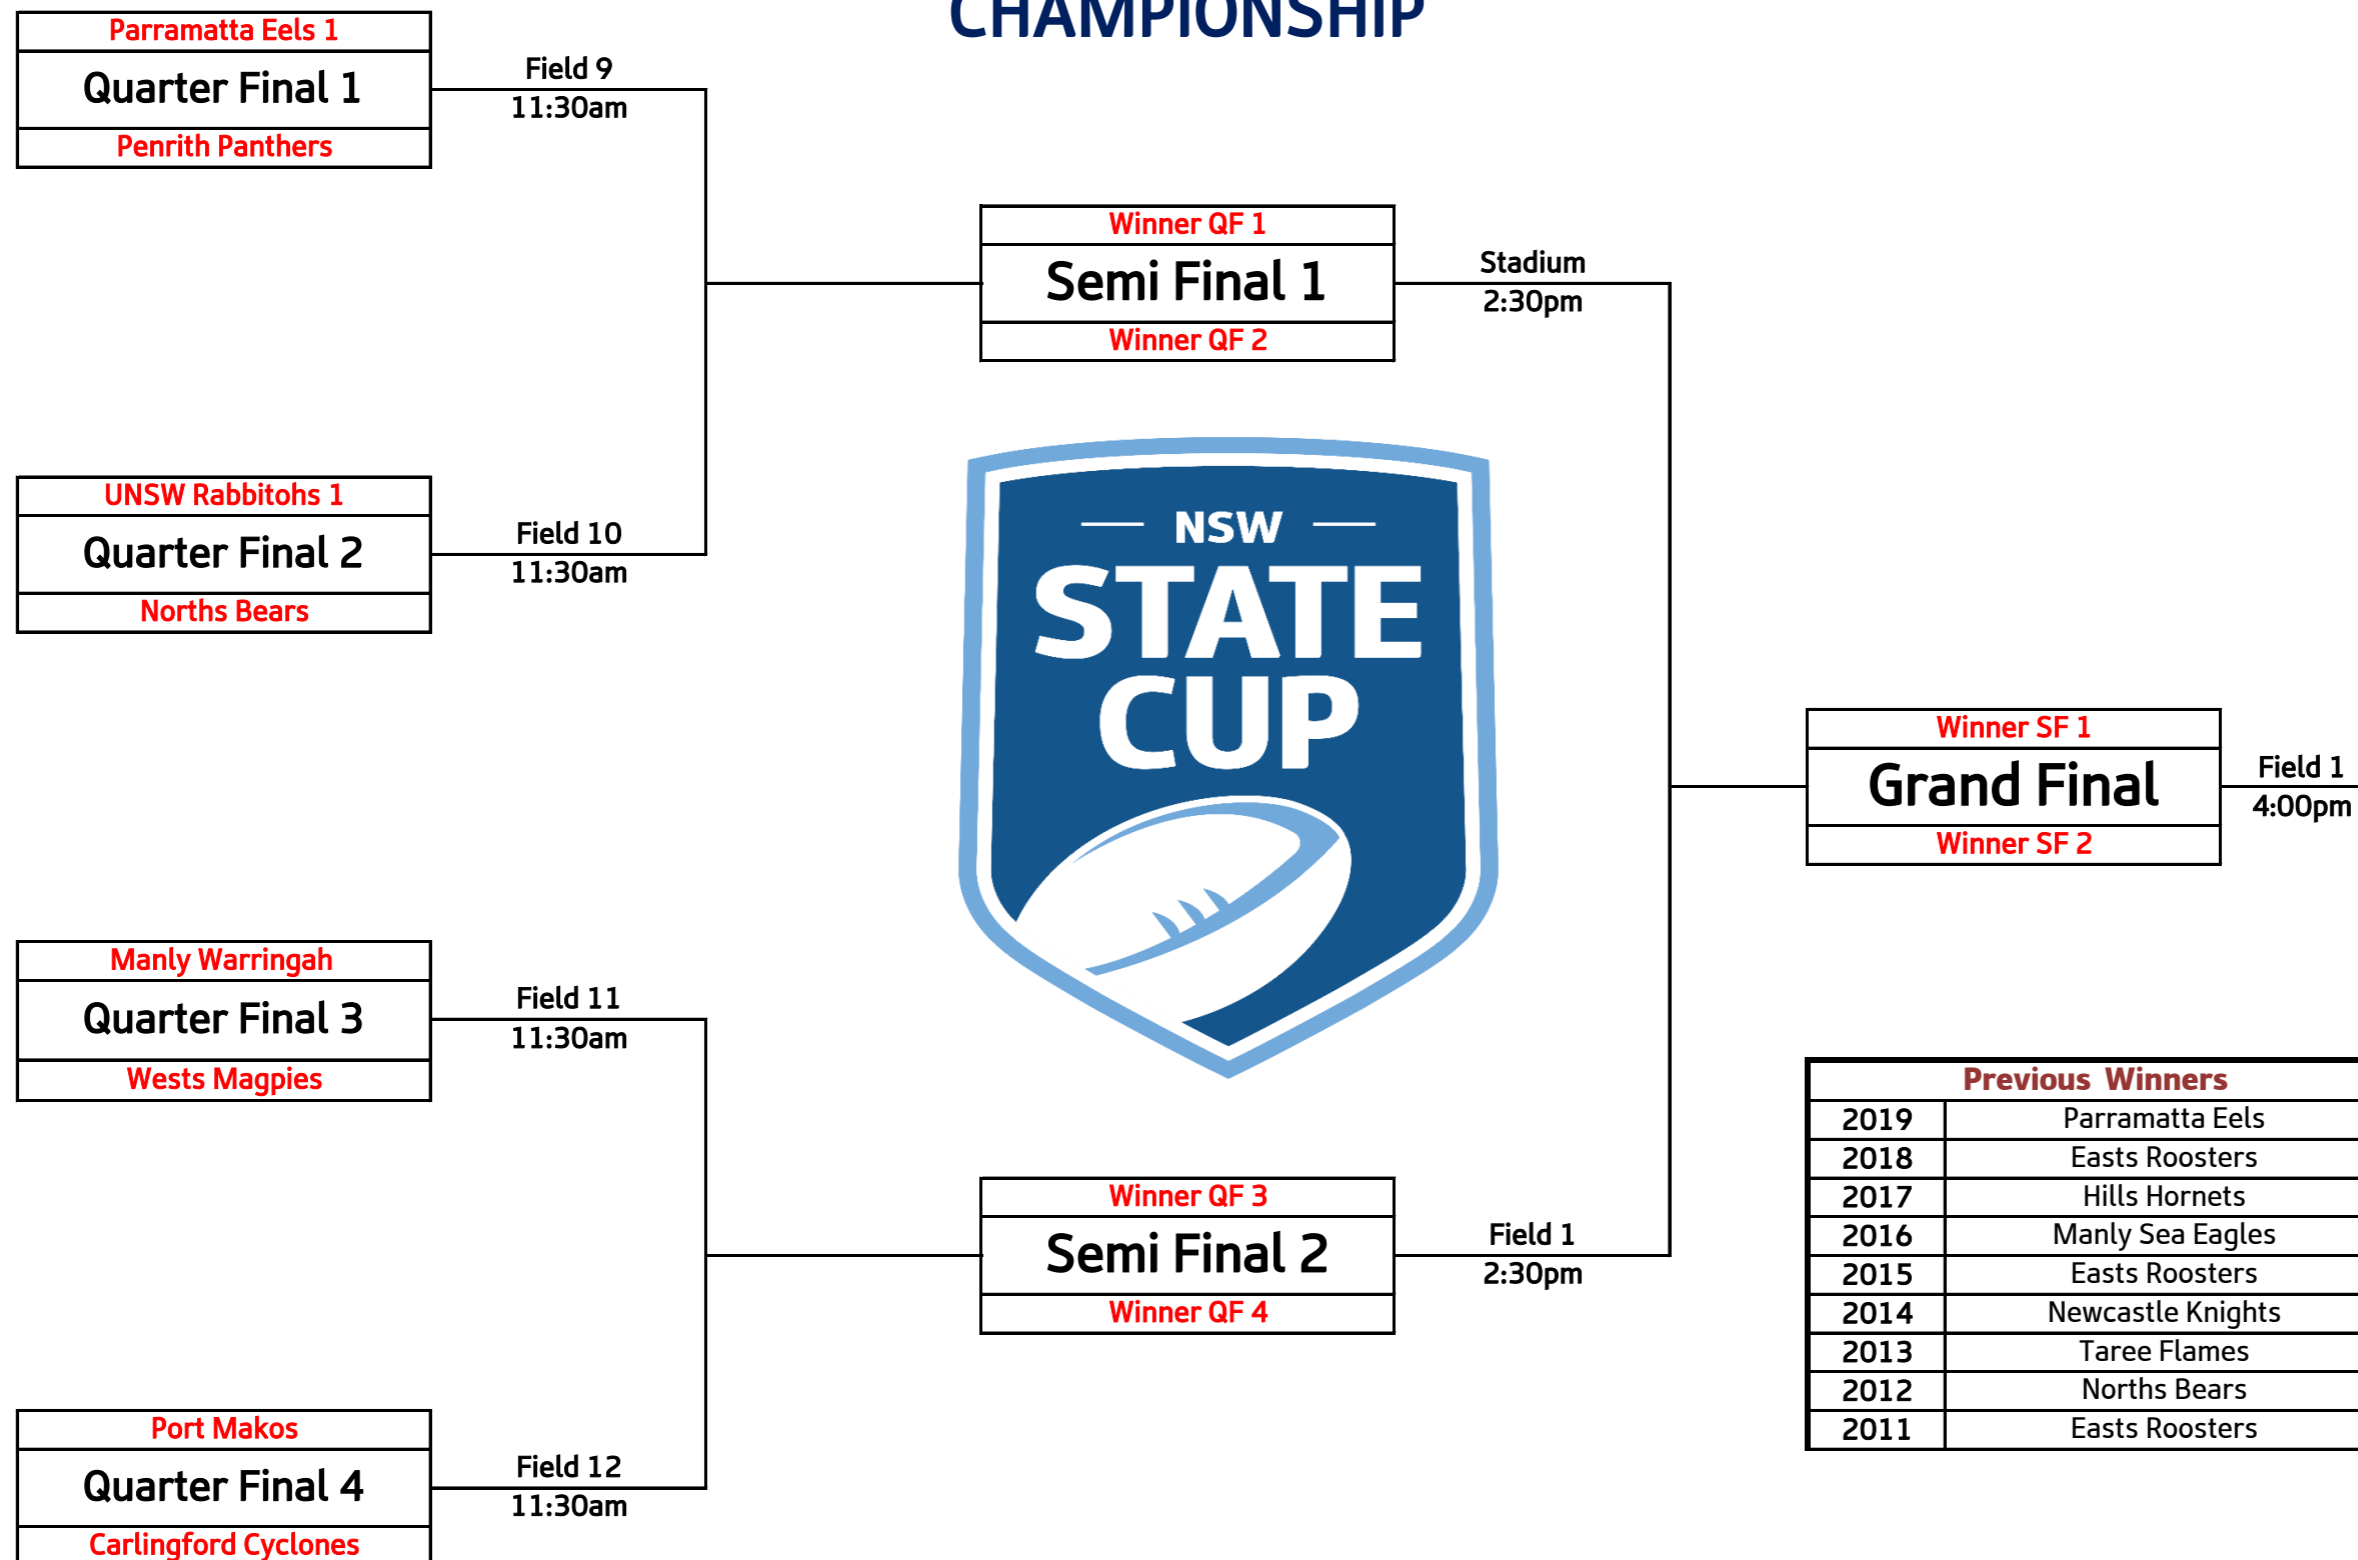 CHAMPIONSHIP
Parramatta Eels 1
Quarter Final 1
Penrith Panthers
Field 9
11:30am
UNSW Rabbitohs 1
Quarter Final 2
Norths Bears
Field 10
11:30am
Manly Warringah
Quarter Final 3
Wests Magpies
Field 11
11:30am
Port Makos
Quarter Final 4
Carlingford Cyclones
Field 12
11:30am
Winner QF 1
Semi Final 1
Winner QF 2
Stadium
2:30pm
NSW
STATE
CUP
Winner QF 3
Semi Final 2
Winner QF 4
Field 1
2:30pm
Winner SF 1
Grand Final
Winner SF 2
Field 1
4:00pm
Previous Winners
2019 Parramatta Eels
2018 Easts Roosters
2017 Hills Hornets
2016 Manly Sea Eagles
2015 Easts Roosters
2014 Newcastle Knights
2013 Taree Flames
2012 Norths Bears
2011 Easts Roosters